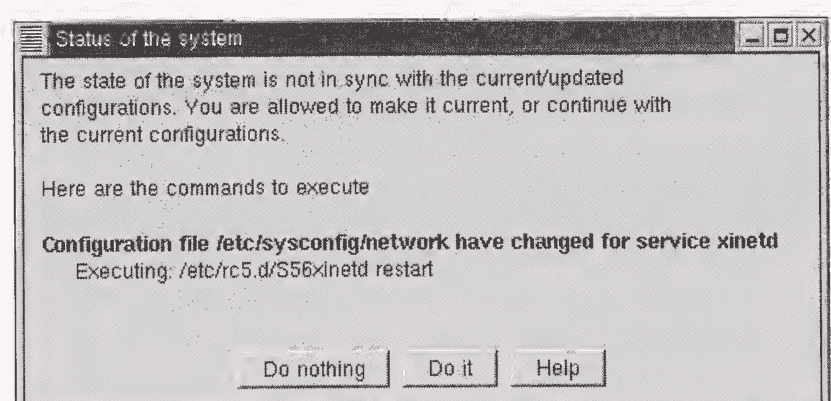 Status of the system
The state of the system is not in sync with the current/updated
configurations. You are allowed to make it current, or continue with
the current configurations.
Here are the commands to execute
Configuration file /etc/sysconfig/network have changed for service xinetd
Executing: /etc/rc5.d/S56xinetd restart
Do nothing Do it Help